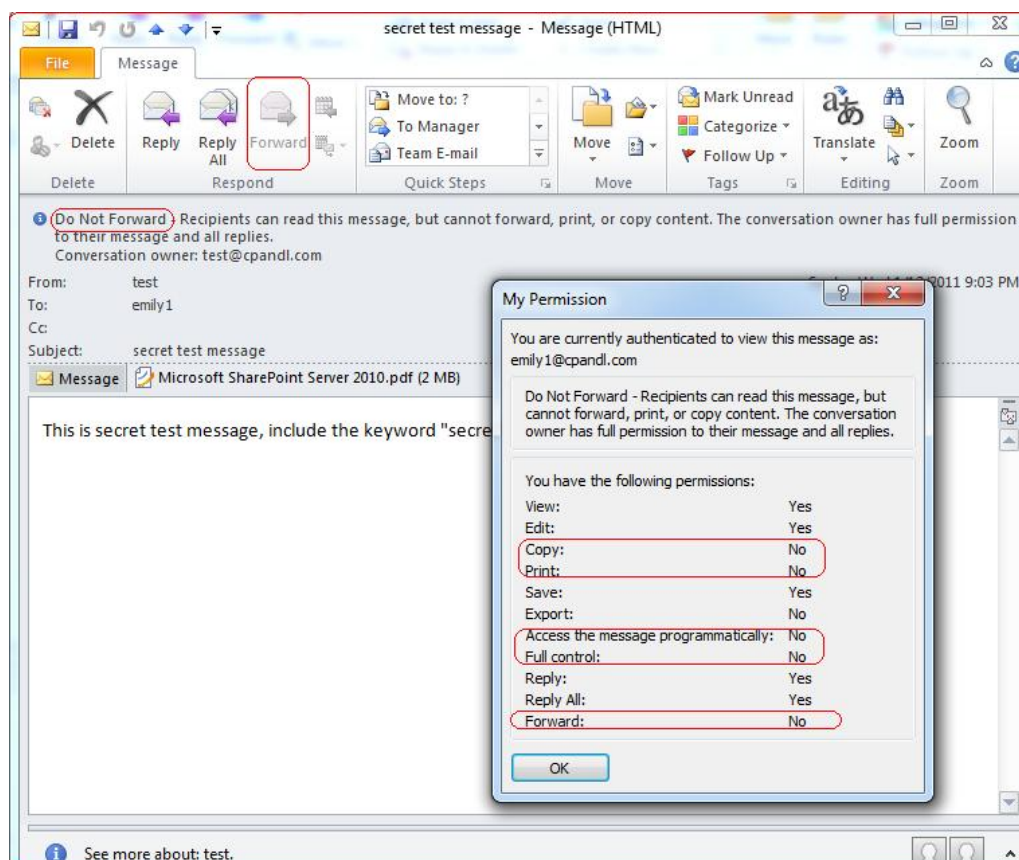 secret test message - Message (HTML)
File Message
Delete
Reply Reply All Forward
Move to: ?
To Manager
Team E-mail
Move
Mark Unread
Categorize
Follow Up
Translate
Zoom
Delete Respond Quick Steps Move Tags Editing Zoom
Do Not Forward - Recipients can read this message, but cannot forward, print, or copy content. The conversation owner has full permission
to their message and all replies.
Conversation owner: test@cpandl.com
From: test
2011 9:03 PM
To: emily1
Cc:
Subject: secret test message
Message Microsoft SharePoint Server 2010.pdf (2 MB)
This is secret test message, include the keyword "secre
My Permission
You are currently authenticated to view this message as:
emily1@cpandl.com
Do Not Forward - Recipients can read this message, but
cannot forward, print, or copy content. The conversation
owner has full permission to their message and all replies.
You have the following permissions:
View: Yes
Edit: Yes
Copy: No
Print: No
Save: Yes
Export: No
Access the message programmatically: No
Full control: No
Reply: Yes
Reply All: Yes
Forward: No
OK
See more about: test.